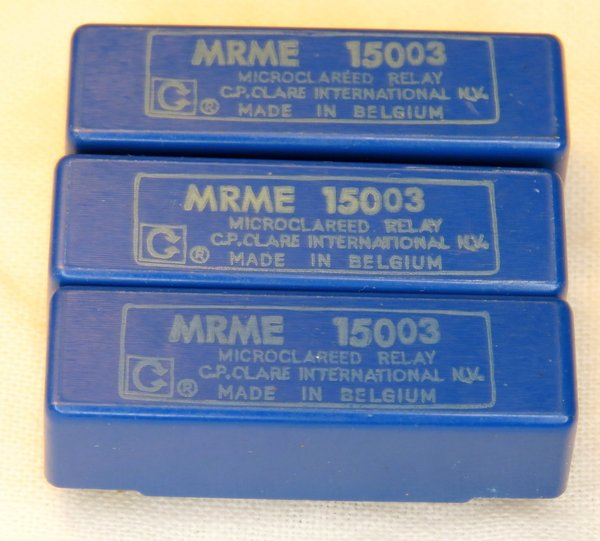 MRME 15003
MICROCLAREED RELAY
C.P.CLARE INTERNATIONAL N.V.
® MADE IN BELGIUM
MRME 15003
MICROCLAREED RELAY
C.P.CLARE INTERNATIONAL N.V.
® MADE IN BELGIUM
MRME 15003
MICROCLAREED RELAY
C.P.CLARE INTERNATIONAL N.V.
® MADE IN BELGIUM